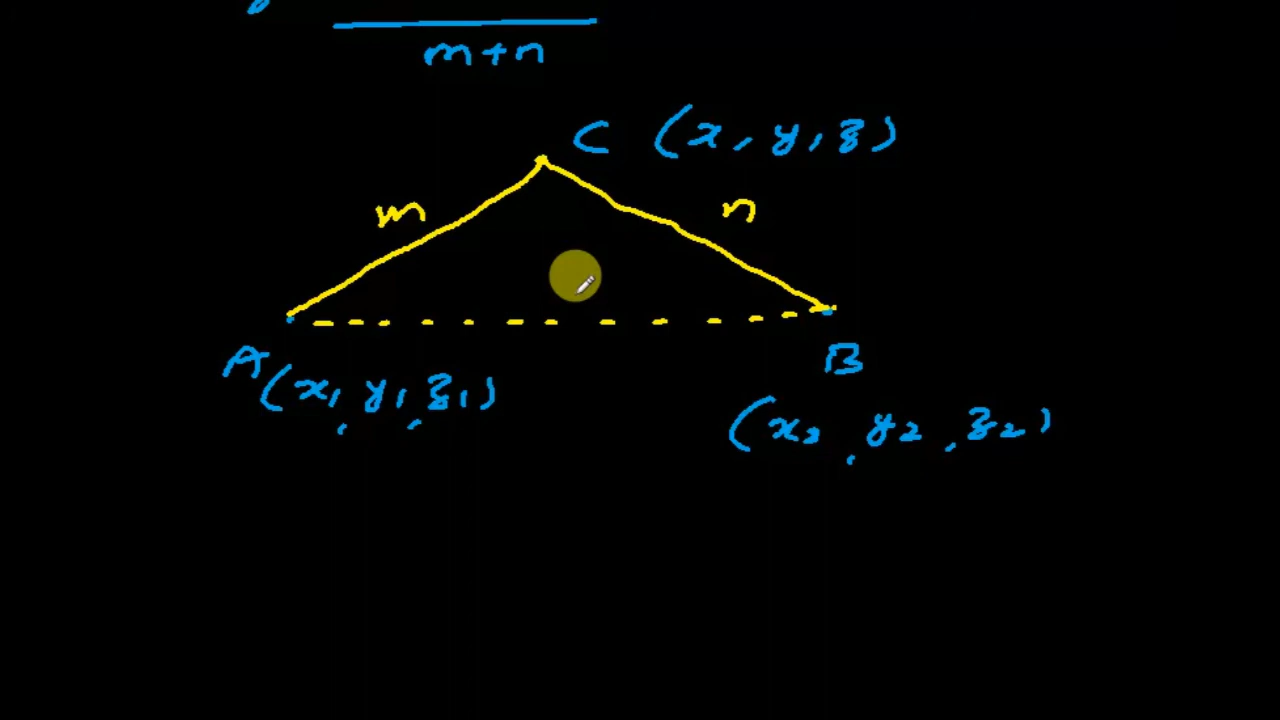 m+n
C (x, y, z)
m
n
A (x1, y1, z1)
B
(x2, y2, z2)